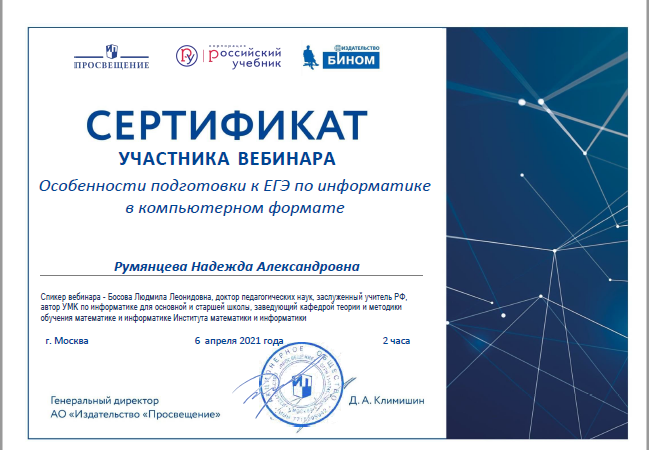 ПРОСВЕЩЕНИЕ
корпорация
российский
учебник
ИЗДАТЕЛЬСТВО
БИНОМ
СЕРТИФИКАТ
УЧАСТНИКА ВЕБИНАРА
Особенности подготовки к ЕГЭ по информатике
в компьютерном формате
Румянцева Надежда Александровна
Спикер вебинара - Босова Людмила Леонидовна, доктор педагогических наук, заслуженный учитель РФ,
автор УМК по информатике для основной и старшей школы, заведующий кафедрой теории и методики
обучения математике и информатике Института математики и информатики
г. Москва 6 апреля 2021 года 2 часа
Генеральный директор
АО «Издательство «Просвещение»
Д. А. Климишин